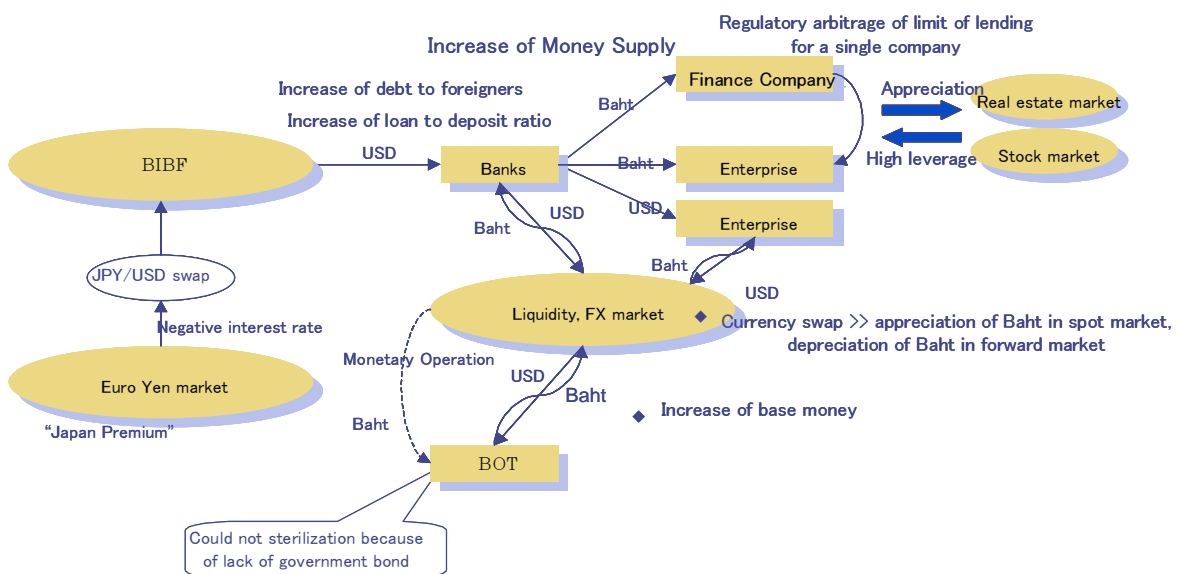 Regulatory arbitrage of limit of lending
for a single company
Increase of Money Supply
Finance Company
Increase of debt to foreigners
Appreciation
Real estate market
Baht
Increase of loan to deposit ratio
BIBF
USD
Banks
Baht
Enterprise
High leverage
Stock market
USD
USD
Baht
Enterprise
Baht
JPY/USD swap
USD
Liquidity, FX market
◆ Currency swap >> appreciation of Baht in spot market,
depreciation of Baht in forward market
Negative interest rate
Monetary Operation
USD
Baht
Euro Yen market
◆ Increase of base money
"Japan Premium"
Baht
BOT
Could not sterilization because
of lack of government bond